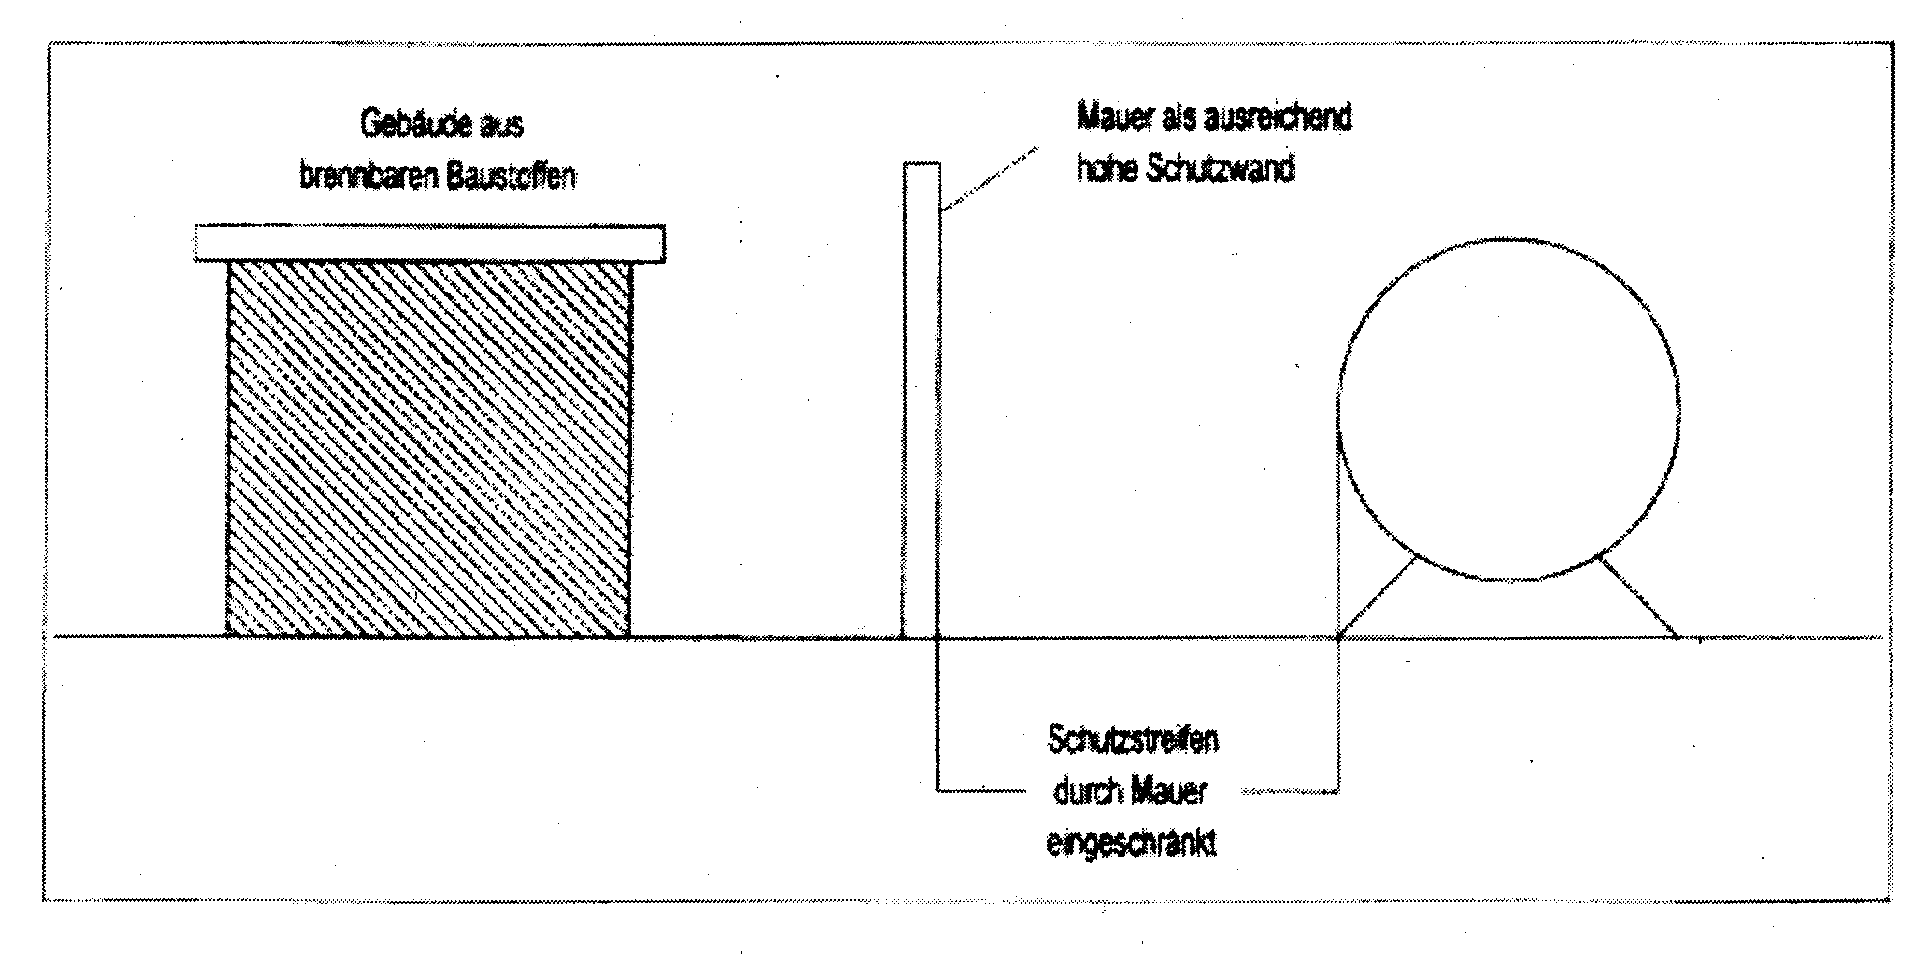 Gebäude aus
brennbaren Baustoffen
Mauer als ausreichend
hohe Schutzwand
Schutzstreifen
durch Mauer
eingeschränkt